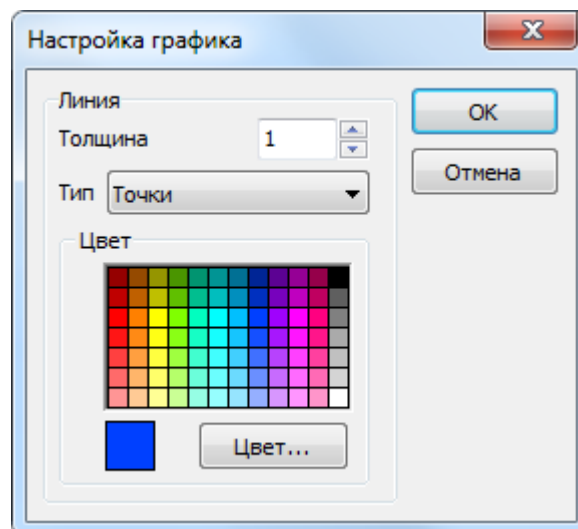 Настройка графика
Линия
Толщина 1
Тип Точки
Цвет
Цвет...
OK
Отмена